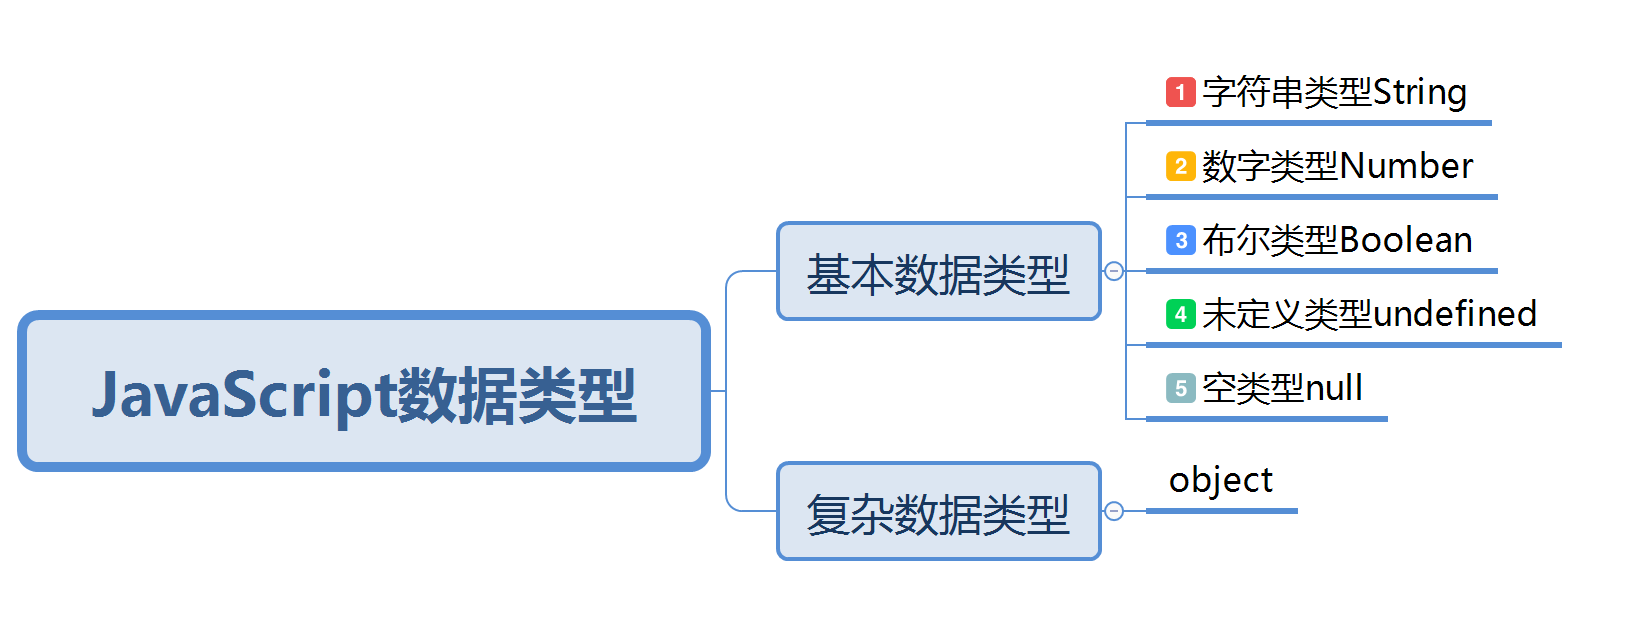 JavaScript数据类型
基本数据类型
1 字符串类型String
2 数字类型Number
3 布尔类型Boolean
4 未定义类型undefined
5 空类型null
复杂数据类型
object